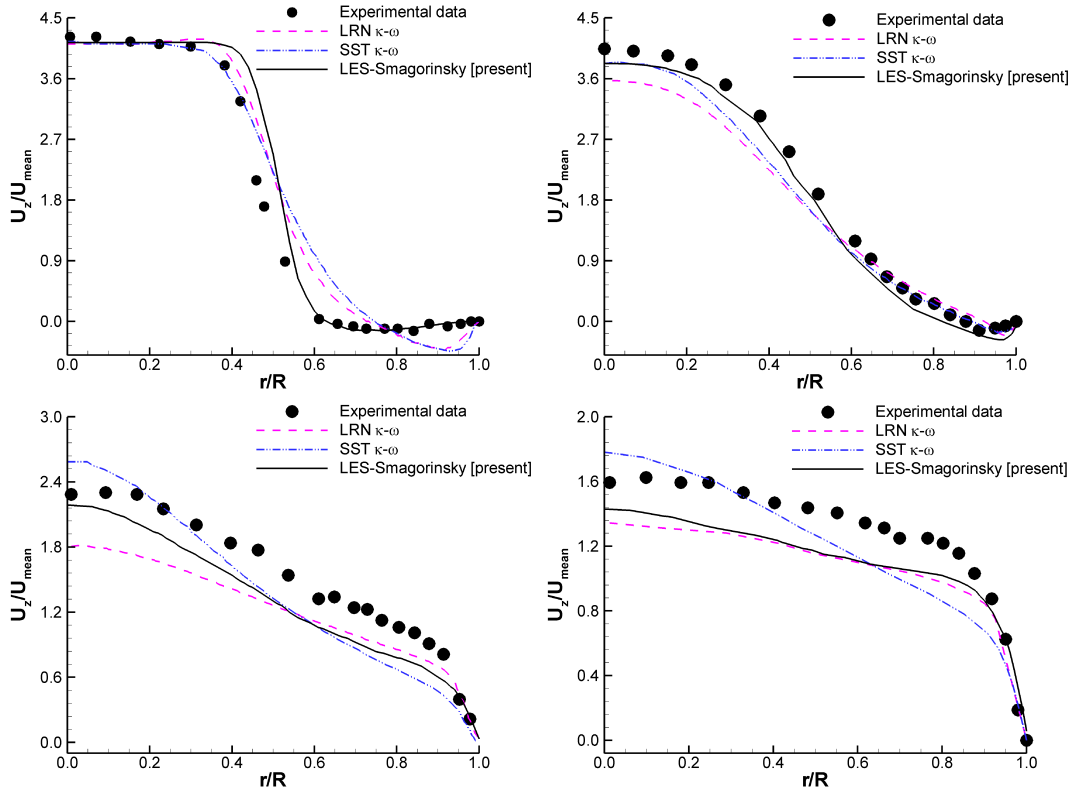 4.5
3.6
2.7
1.8
0.9
0.0
U_z/U_mean
0.0 0.2 0.4 0.6 0.8 1.0
r/R
Experimental data
LRN κ-ω
SST κ-ω
LES-Smagorinsky [present]
4.5
3.6
2.7
1.8
0.9
0.0
U_z/U_mean
0.0 0.2 0.4 0.6 0.8 1.0
r/R
Experimental data
LRN κ-ω
SST κ-ω
LES-Smagorinsky [present]
3.0
2.4
1.8
1.2
0.6
0.0
U_z/U_mean
0.0 0.2 0.4 0.6 0.8 1.0
r/R
Experimental data
LRN κ-ω
SST κ-ω
LES-Smagorinsky [present]
2.0
1.6
1.2
0.8
0.4
0.0
U_z/U_mean
0.0 0.2 0.4 0.6 0.8 1.0
r/R
Experimental data
LRN κ-ω
SST κ-ω
LES-Smagorinsky [present]